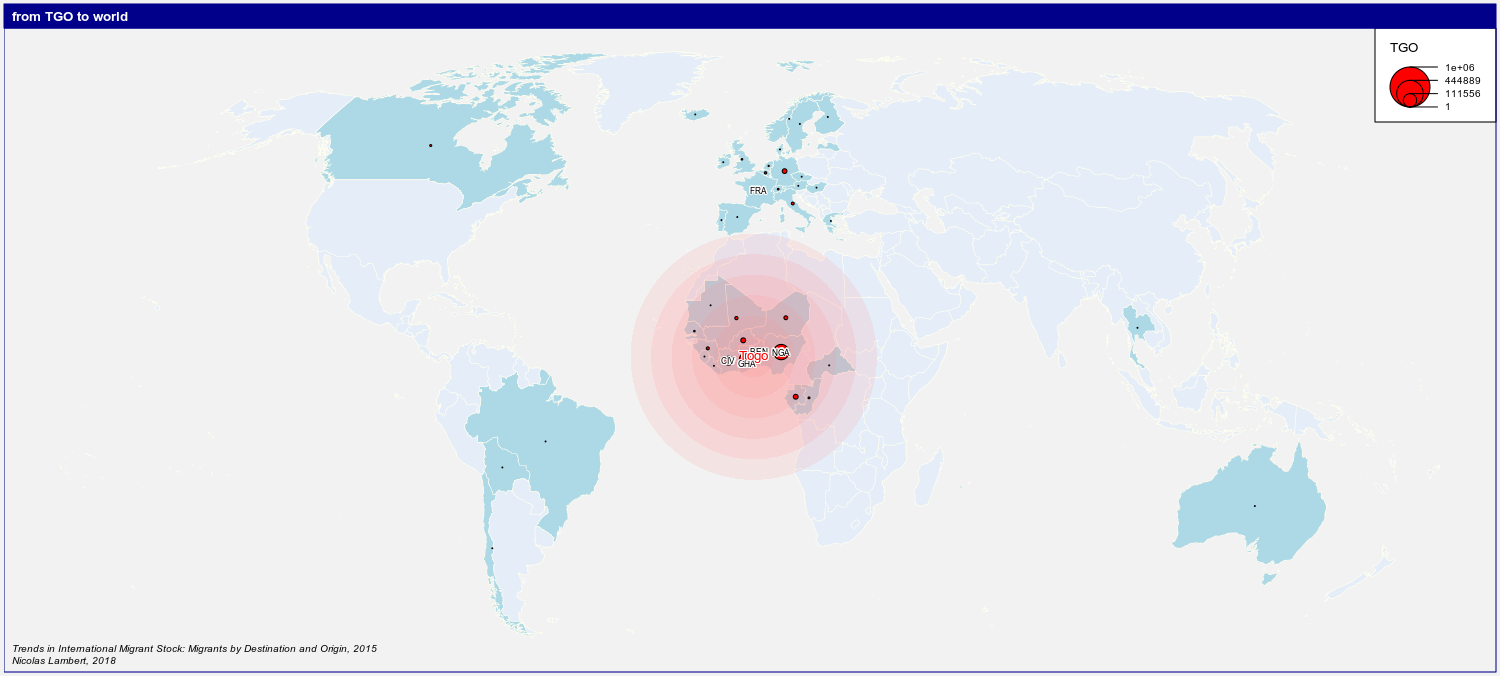 from TGO to world
TGO
1e+06
444889
111556
1
FRA
BEN
NGA
Togo
CIV
GHA
Trends in International Migrant Stock: Migrants by Destination and Origin, 2015
Nicolas Lambert, 2018